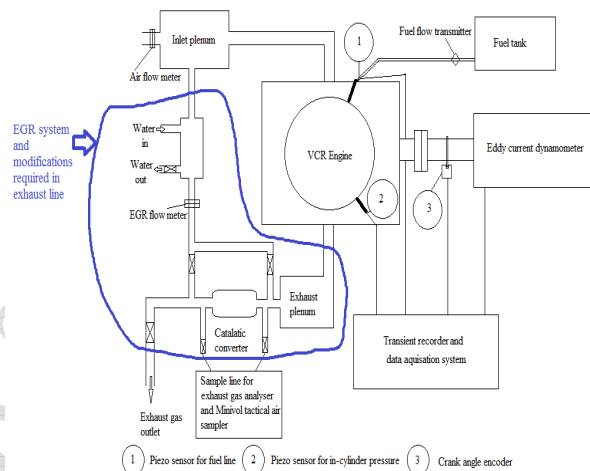 Inlet plenum
Air flow meter
Fuel flow transmitter
Fuel tank
1
EGR system
and
modifications
required in
exhaust line
Water
in
Water
out
EGR flow meter
VCR Engine
Eddy current dynamometer
2
3
Exhaust
plenum
Catalatic
converter
Transient recorder and
data aquisation system
Sample line for
exhaust gas analyser
and Minivol tactical air
sampler
Exhaust gas
outlet
1 Piezo sensor for fuel line 2 Piezo sensor for in-cylinder pressure 3 Crank angle encoder